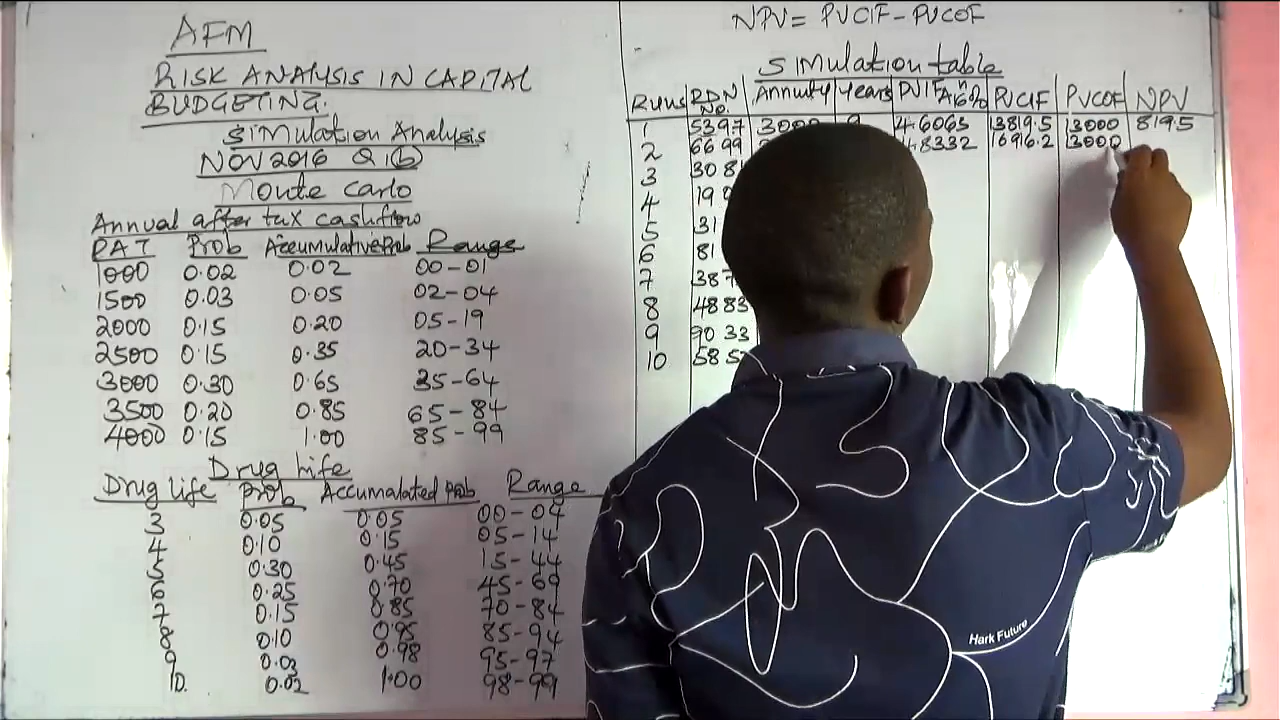 AFM
RISK ANALYSIS IN CAPITAL
BUDGETING.
Simulation Analysis
NOV 2016 Q1(b)
Monte Carlo
Annual after tax cashflow
PAT Prob Accumulative Prob Range
1000 0.02 0.02 00-01
1500 0.03 0.05 02-04
2000 0.15 0.20 05-19
2500 0.15 0.35 20-34
3000 0.30 0.65 35-64
3500 0.20 0.85 65-84
4000 0.15 1.00 85-99
Drug Life
Drug life Prob Accumalated Prob Range
3 0.05 0.05 00-04
4 0.10 0.15 05-14
5 0.30 0.45 15-44
6 0.25 0.70 45-69
7 0.15 0.85 70-84
8 0.10 0.95 85-94
9 0.03 0.98 95-97
10. 0.02 1.00 98-99
NPV = PVCIF - PVCOF
Simulation table
Runs RDN No. Annuity Years PVIFA n 16% PVCIF PVCOF NPV
1 5397 3000 9 4.6065 13819.5 13000 819.5
2 6699 4.8332 16916.2 13000
3 308
4 19
5 31
6 81
7 387
8 4883
9 9033
10 585
Hark Future